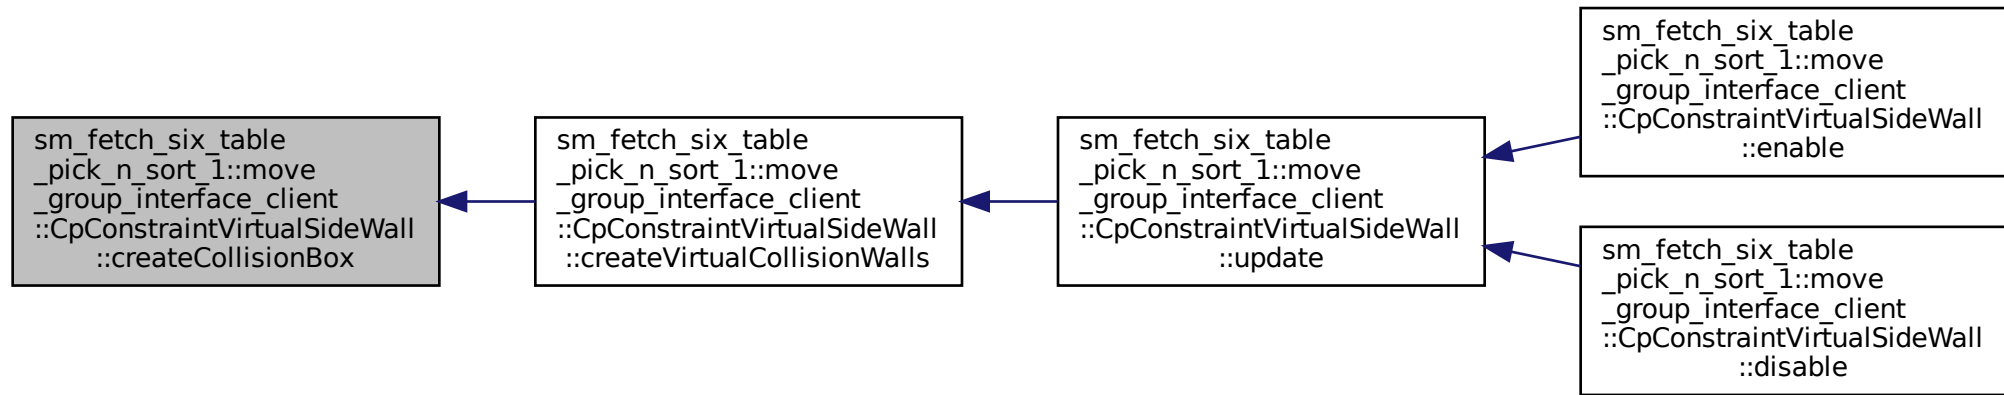 sm_fetch_six_table
_pick_n_sort_1::move
_group_interface_client
::CpConstraintVirtualSideWall
::createCollisionBox
sm_fetch_six_table
_pick_n_sort_1::move
_group_interface_client
::CpConstraintVirtualSideWall
::createVirtualCollisionWalls
sm_fetch_six_table
_pick_n_sort_1::move
_group_interface_client
::CpConstraintVirtualSideWall
::update
sm_fetch_six_table
_pick_n_sort_1::move
_group_interface_client
::CpConstraintVirtualSideWall
::enable
sm_fetch_six_table
_pick_n_sort_1::move
_group_interface_client
::CpConstraintVirtualSideWall
::disable